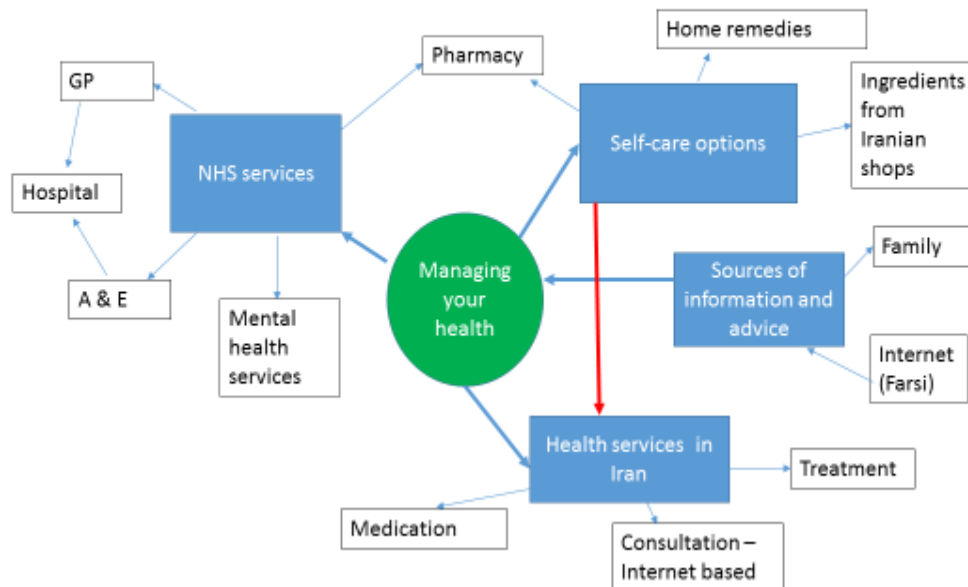 Home remedies
Pharmacy
GP
Ingredients
from
Iranian
shops
Self-care options
NHS services
Hospital
Family
Managing
your
health
Sources of
information and
advice
A & E
Mental
health
services
Internet
(Farsi)
Health services in
Iran
Treatment
Medication
Consultation –
Internet based